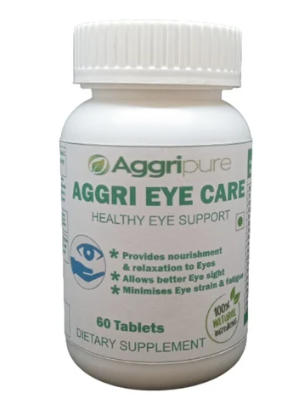 Aggripure
AGGRI EYE CARE
HEALTHY EYE SUPPORT
* Provides nourishment
& relaxation to Eyes
* Allows better Eye sight
* Minimises Eye strain & fatigue
100%
NATURAL
60 Tablets
DIETARY SUPPLEMENT